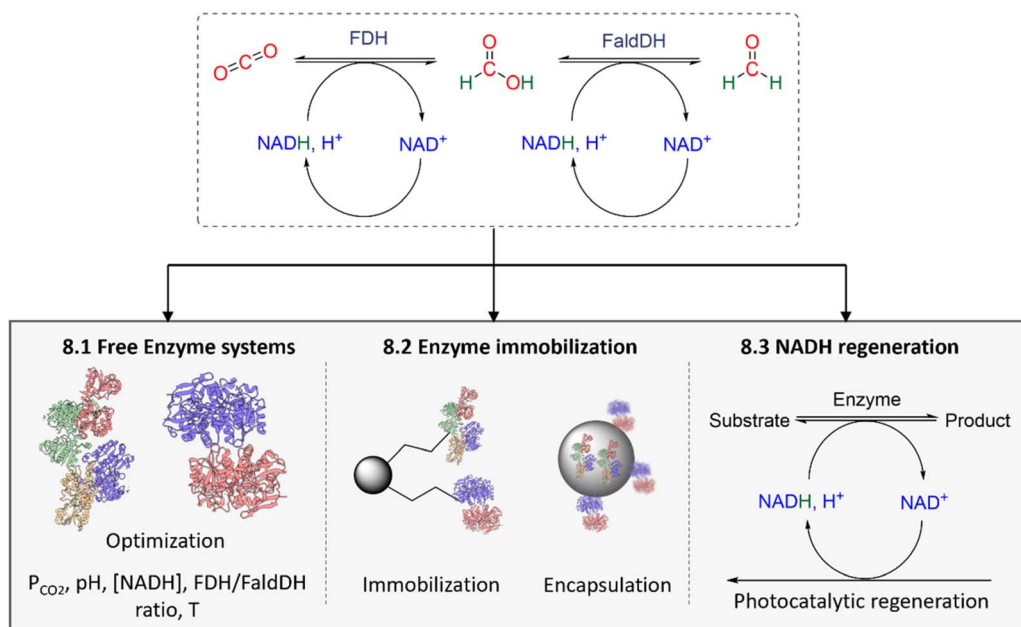 FDH
FaldDH
O=C=O
O
H C OH
O
H C H
NADH, H⁺
NAD⁺
NADH, H⁺
NAD⁺
8.1 Free Enzyme systems
Optimization
P_CO2, pH, [NADH], FDH/FaldDH
ratio, T
8.2 Enzyme immobilization
Immobilization
Encapsulation
8.3 NADH regeneration
Enzyme
Substrate
Product
NADH, H⁺
NAD⁺
Photocatalytic regeneration